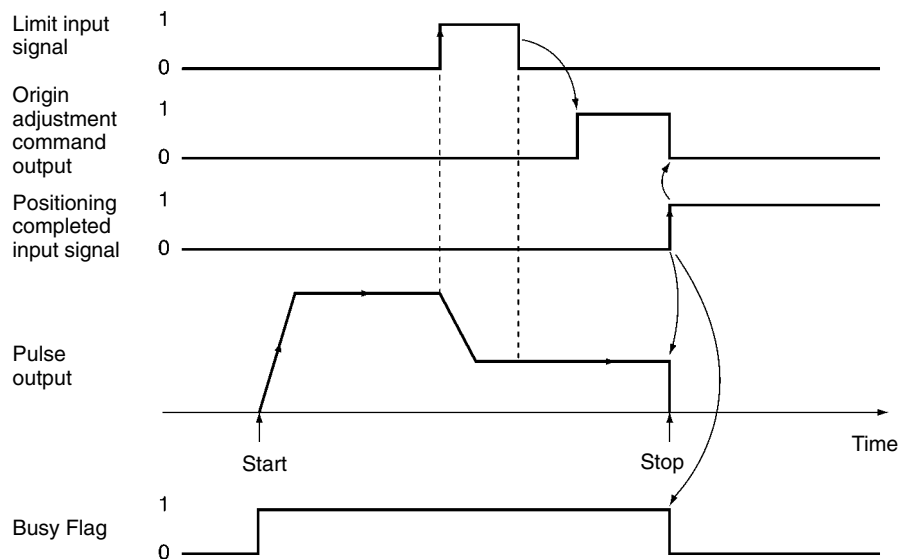 Limit input
signal
1
0
Origin
adjustment
command
output
1
0
Positioning
completed
input signal
1
0
Pulse
output
Start
Stop
Time
Busy Flag
1
0